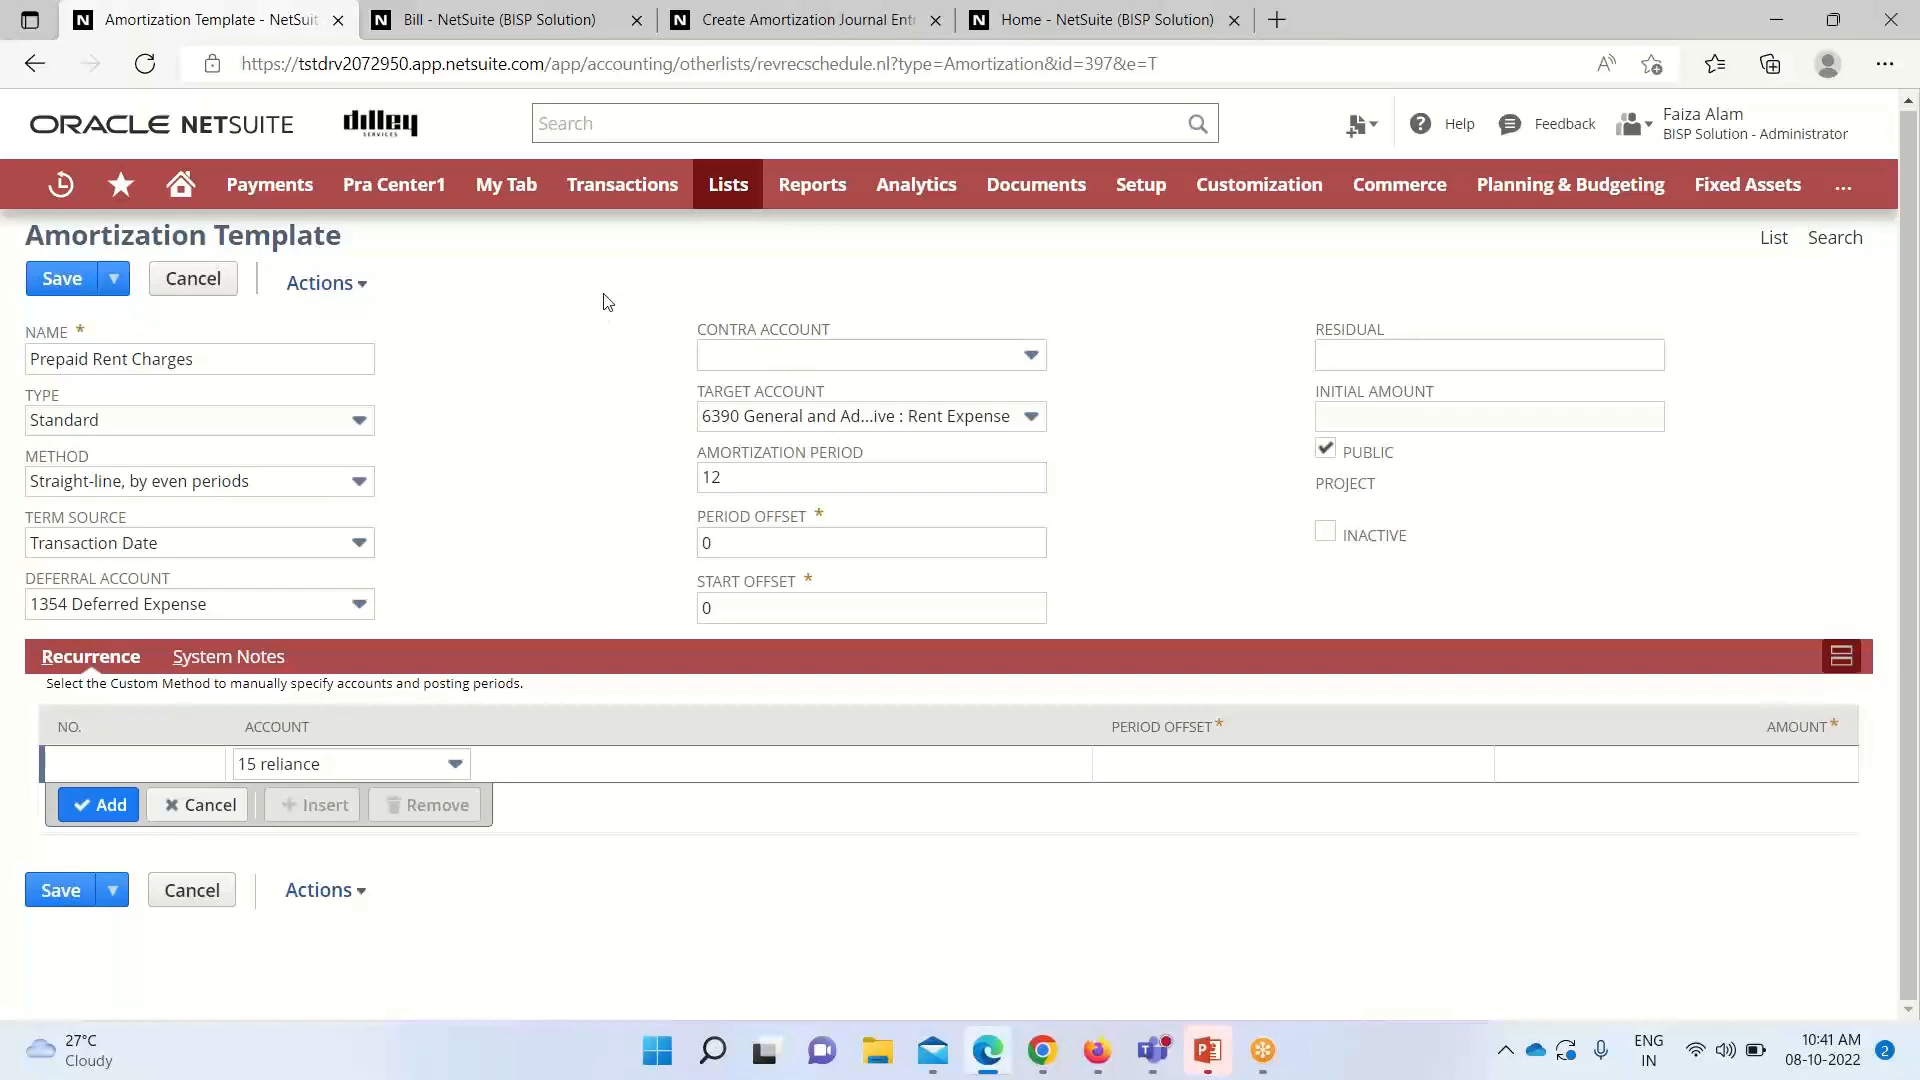 Amortization Template - NetSuit
Bill - NetSuite (BISP Solution)
Create Amortization Journal Entr
Home - NetSuite (BISP Solution)
https://tstdrv2072950.app.netsuite.com/app/accounting/otherlists/revrecschedule.nl?type=Amortization&id=397&e=T
ORACLE NETSUITE
dilley
SERVICES
Search
Help
Feedback
Faiza Alam
BISP Solution - Administrator
Payments
Pra Center1
My Tab
Transactions
Lists
Reports
Analytics
Documents
Setup
Customization
Commerce
Planning & Budgeting
Fixed Assets
...
Amortization Template
List
Search
Save
Cancel
Actions
NAME *
Prepaid Rent Charges
TYPE
Standard
METHOD
Straight-line, by even periods
TERM SOURCE
Transaction Date
DEFERRAL ACCOUNT
1354 Deferred Expense
CONTRA ACCOUNT
TARGET ACCOUNT
6390 General and Ad...ive : Rent Expense
AMORTIZATION PERIOD
12
PERIOD OFFSET *
0
START OFFSET *
0
RESIDUAL
INITIAL AMOUNT
PUBLIC
PROJECT
INACTIVE
Recurrence
System Notes
Select the Custom Method to manually specify accounts and posting periods.
NO.
ACCOUNT
PERIOD OFFSET *
AMOUNT *
15 reliance
Add
Cancel
Insert
Remove
Save
Cancel
Actions
27°C
Cloudy
ENG
IN
10:41 AM
08-10-2022
2